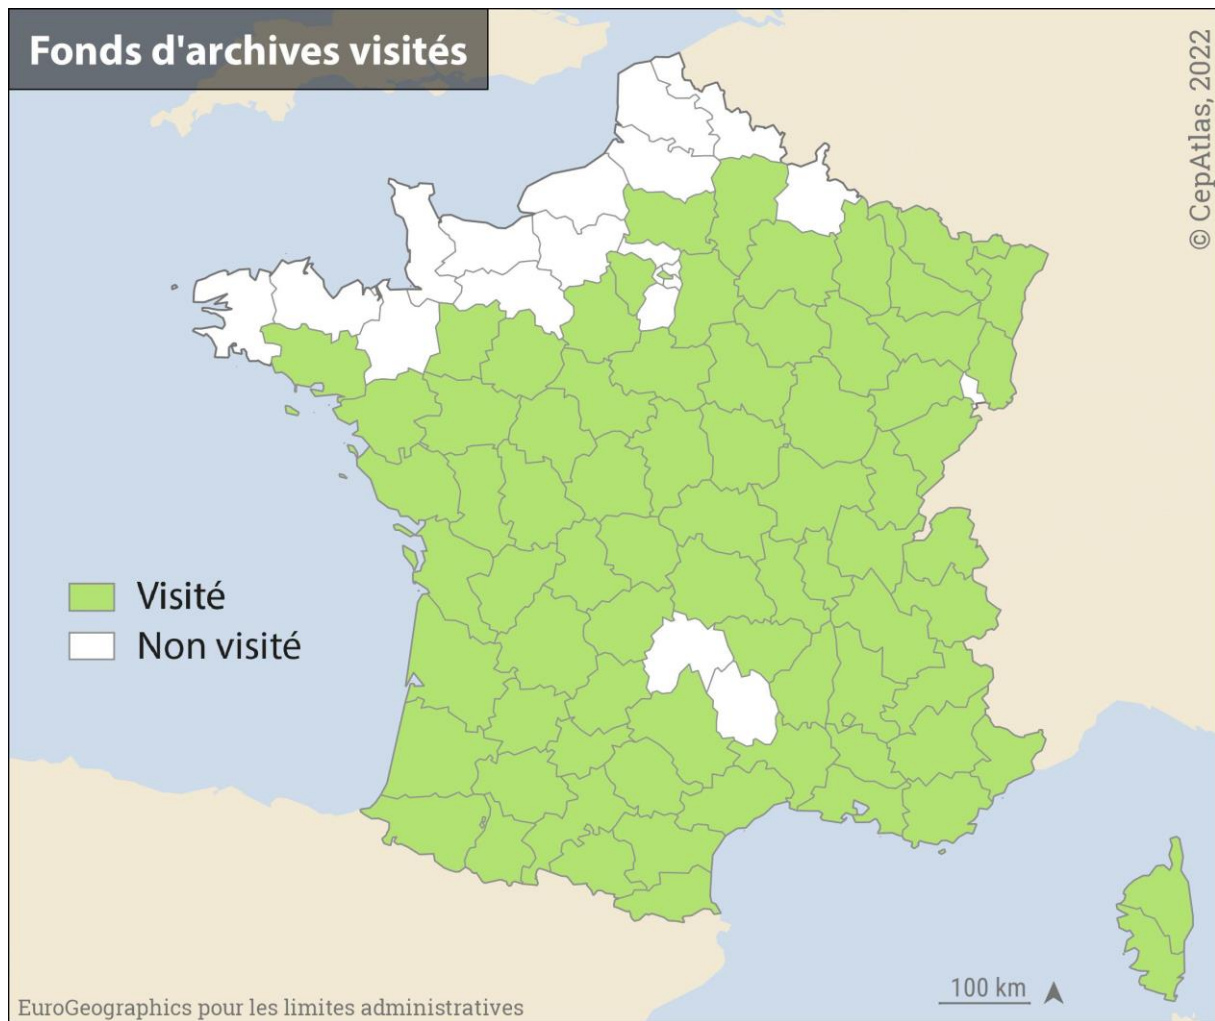 Fonds d'archives visités
© CepAtlas, 2022
Visité
Non visité
100 km
EuroGeographics pour les limites administratives